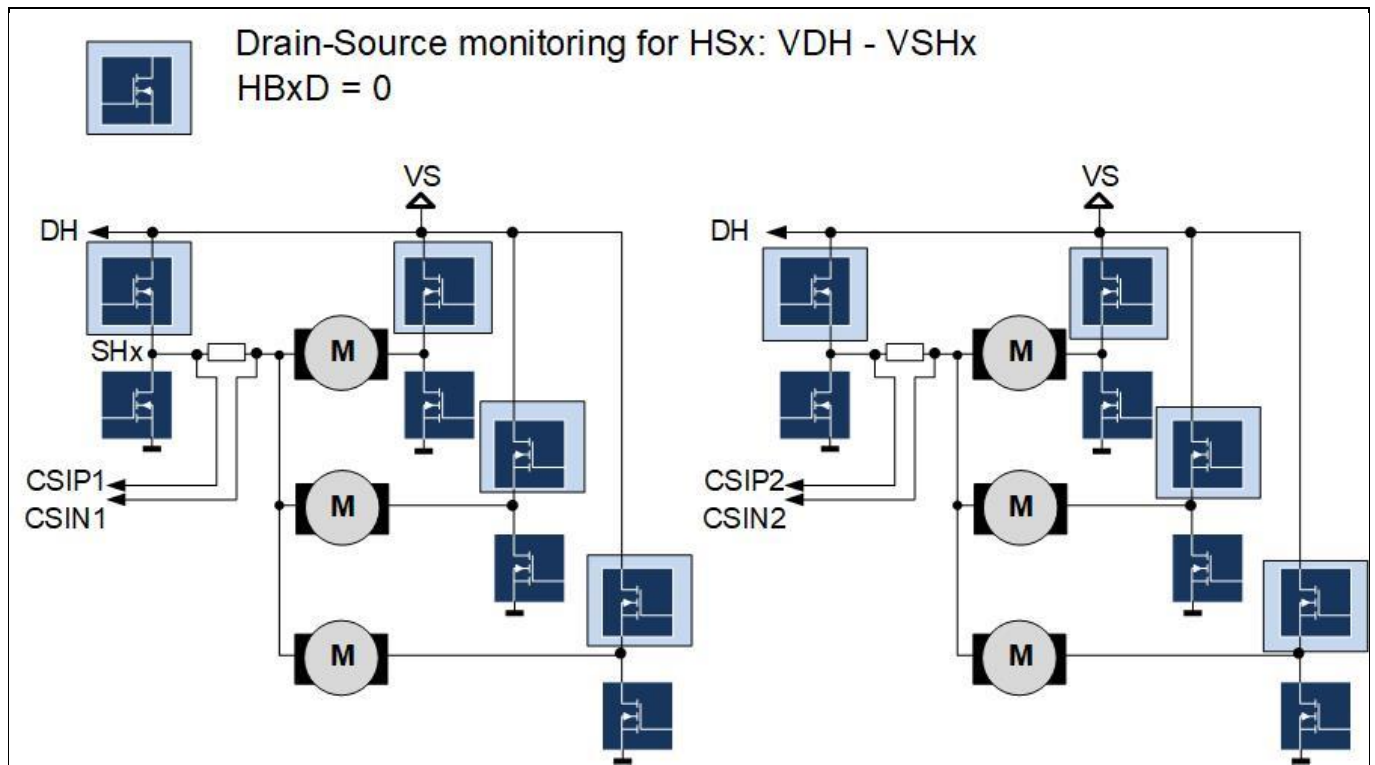 Drain-Source monitoring for HSx: VDH - VSHx
HBxD = 0
VS
DH
SHx
M
CSIP1
CSIN1
M
M
VS
DH
M
CSIP2
CSIN2
M
M